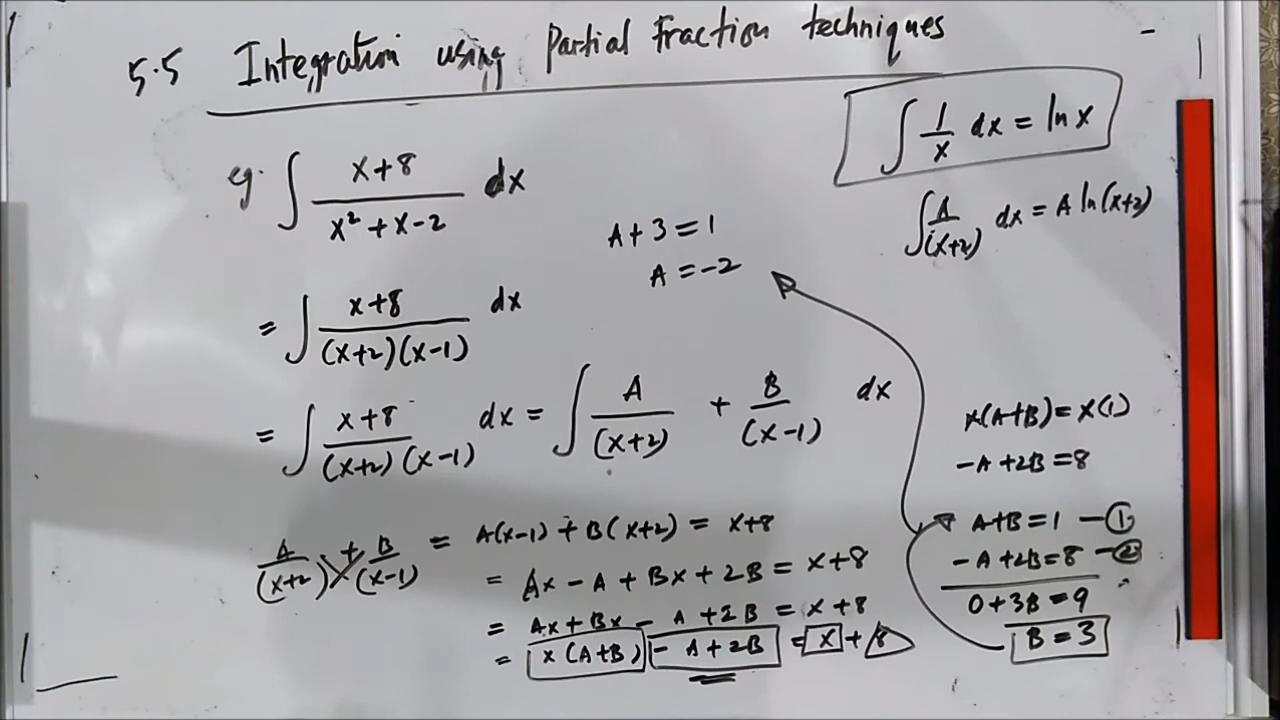 5.5 Integration using Partial Fraction techniques
∫ 1/x dx = ln x
∫ A/(x+2) dx = A ln(x+2)
eg. ∫ x+8/x²+x-2 dx
A+3=1
A=-2
= ∫ x+8/(x+2)(x-1) dx
= ∫ x+8/(x+2)(x-1) dx = ∫ A/(x+2) + B/(x-1) dx
A/(x+2) + B/(x-1) = A(x-1) + B(x+2) = x+8
= Ax - A + Bx + 2B = x+8
= Ax + Bx - A + 2B = x+8
= x(A+B) - A+2B = x + 8
x(A+B) = x(1)
-A+2B=8
A+B=1 -①
-A+2B=8 -②
0+3B=9
B=3